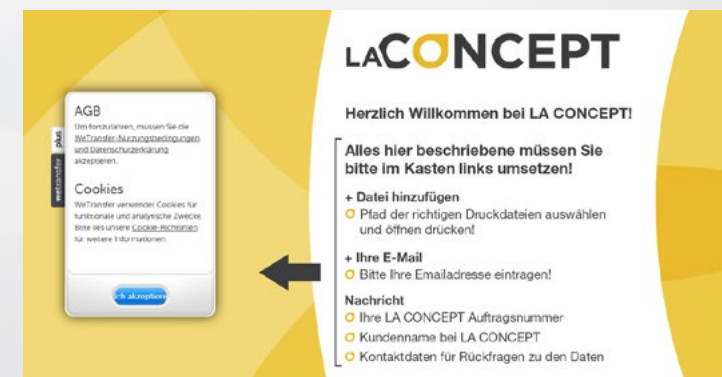 AGB
Um fortzufahren, müssen Sie die
WeTransfer-Nutzungsbedingungen
und Datenschutzerklärung
akzeptieren.
Cookies
WeTransfer verwendet Cookies für
funktionale und analytische Zwecke.
Bitte lies unsere Cookie-Richtlinien
für weitere Informationen.
Ich akzeptiere
wetransfer plus
LACONCEPT
Herzlich Willkommen bei LA CONCEPT!
Alles hier beschriebene müssen Sie
bitte im Kasten links umsetzen!
+ Datei hinzufügen
Pfad der richtigen Druckdateien auswählen
und öffnen drücken!
+ Ihre E-Mail
Bitte Ihre Emailadresse eintragen!
Nachricht
Ihre LA CONCEPT Auftragsnummer
Kundenname bei LA CONCEPT
Kontaktdaten für Rückfragen zu den Daten